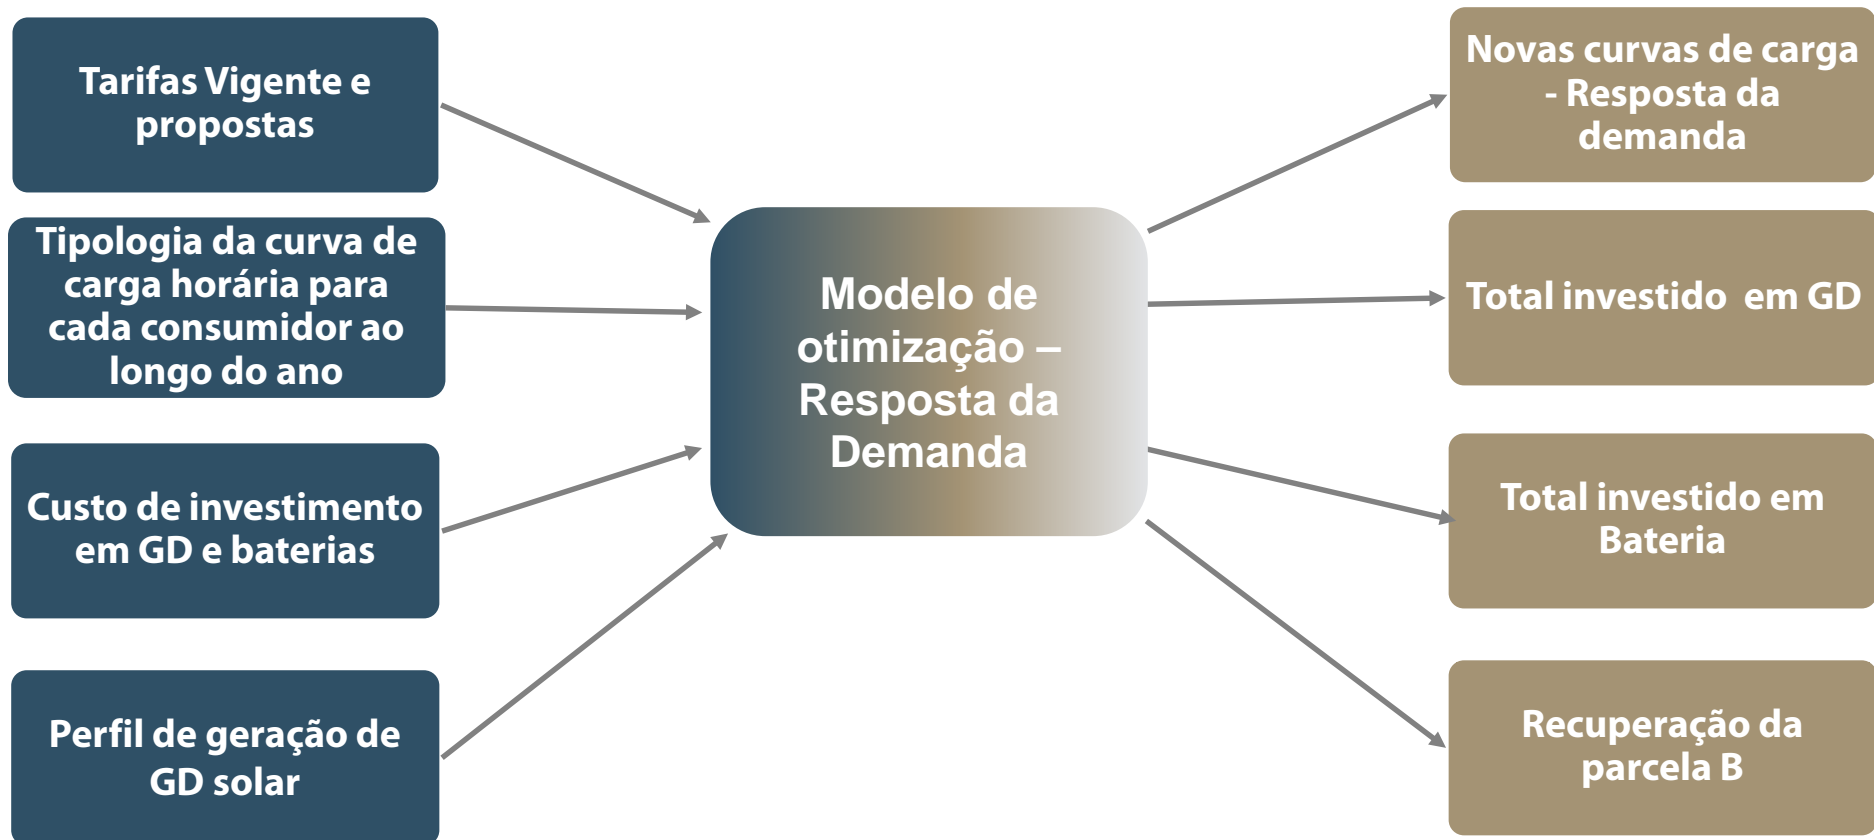 Tarifas Vigente e
propostas
Tipologia da curva de
carga horária para
cada consumidor ao
longo do ano
Custo de investimento
em GD e baterias
Perfil de geração de
GD solar
Modelo de
otimização –
Resposta da
Demanda
Novas curvas de carga
- Resposta da
demanda
Total investido em GD
Total investido em
Bateria
Recuperação da
parcela B